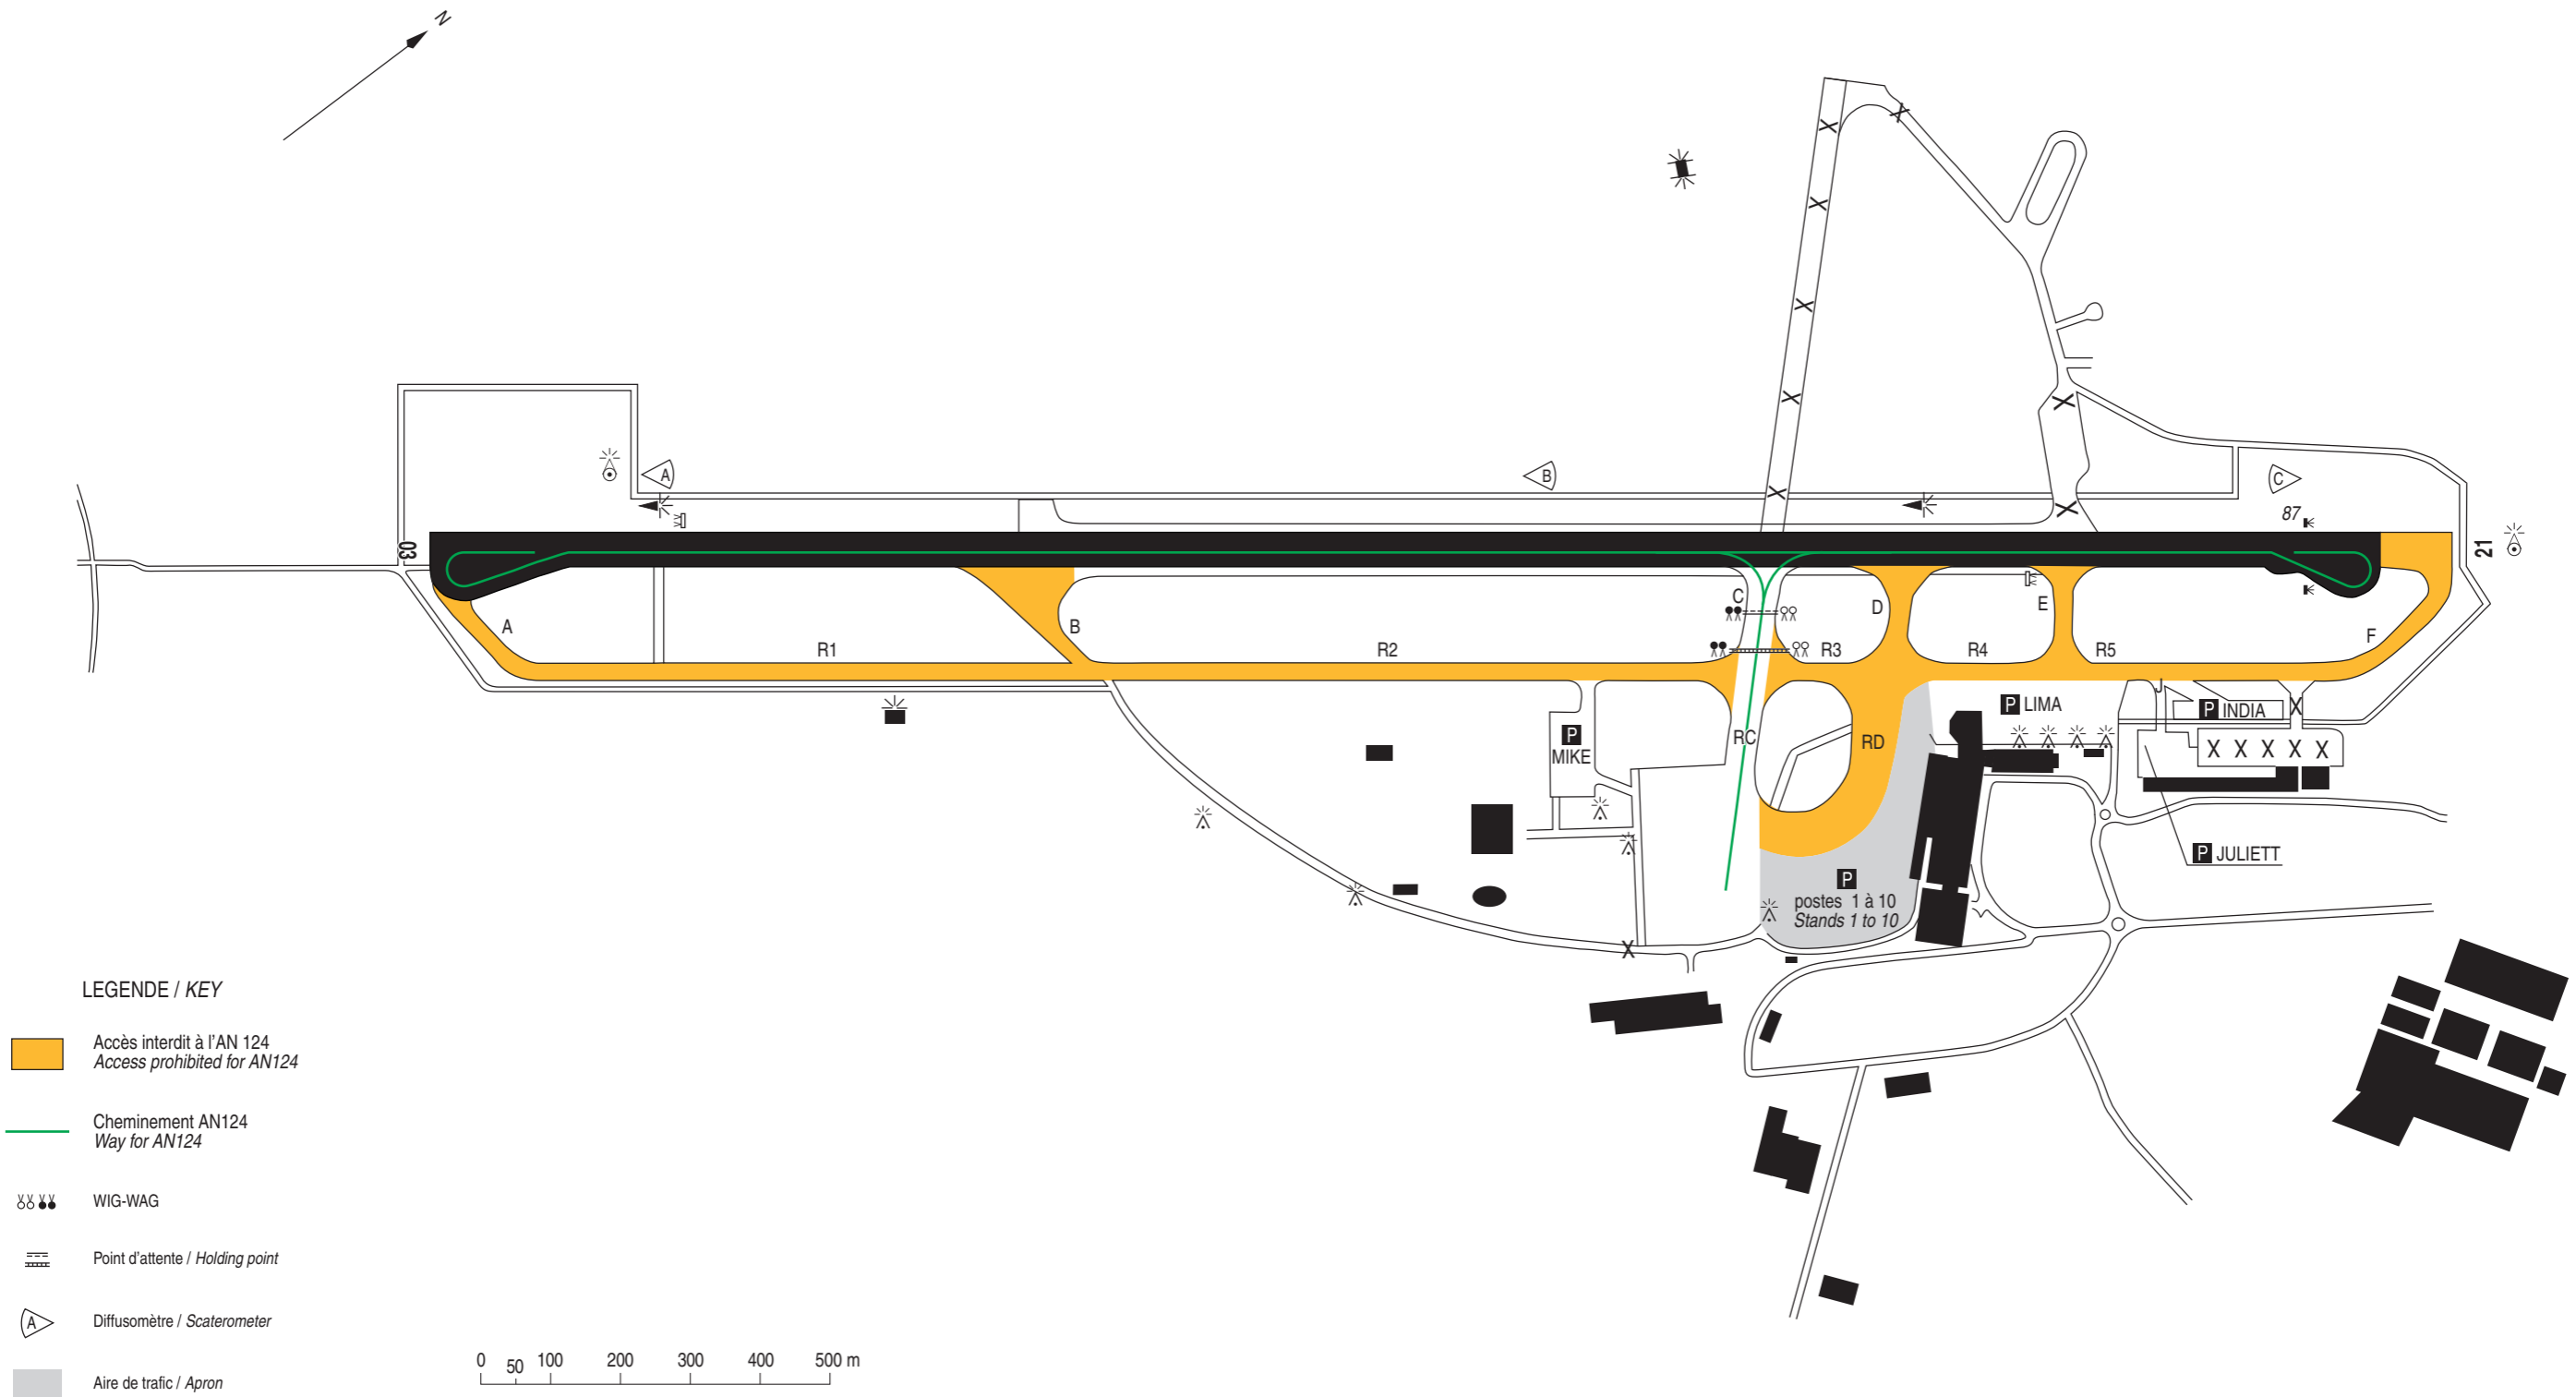 N
A
B
C
87
03
21
C
D
E
A
B
R1
R2
R3
R4
R5
F
J
P LIMA
P INDIA
P
MIKE
RC
RD
P JULIETT
P
postes 1 à 10
Stands 1 to 10
X X X X X
LEGENDE / KEY
Accès interdit à l'AN 124
Access prohibited for AN124
Cheminement AN124
Way for AN124
WIG-WAG
Point d'attente / Holding point
A
Diffusomètre / Scaterometer
Aire de trafic / Apron
0 50 100 200 300 400 500 m